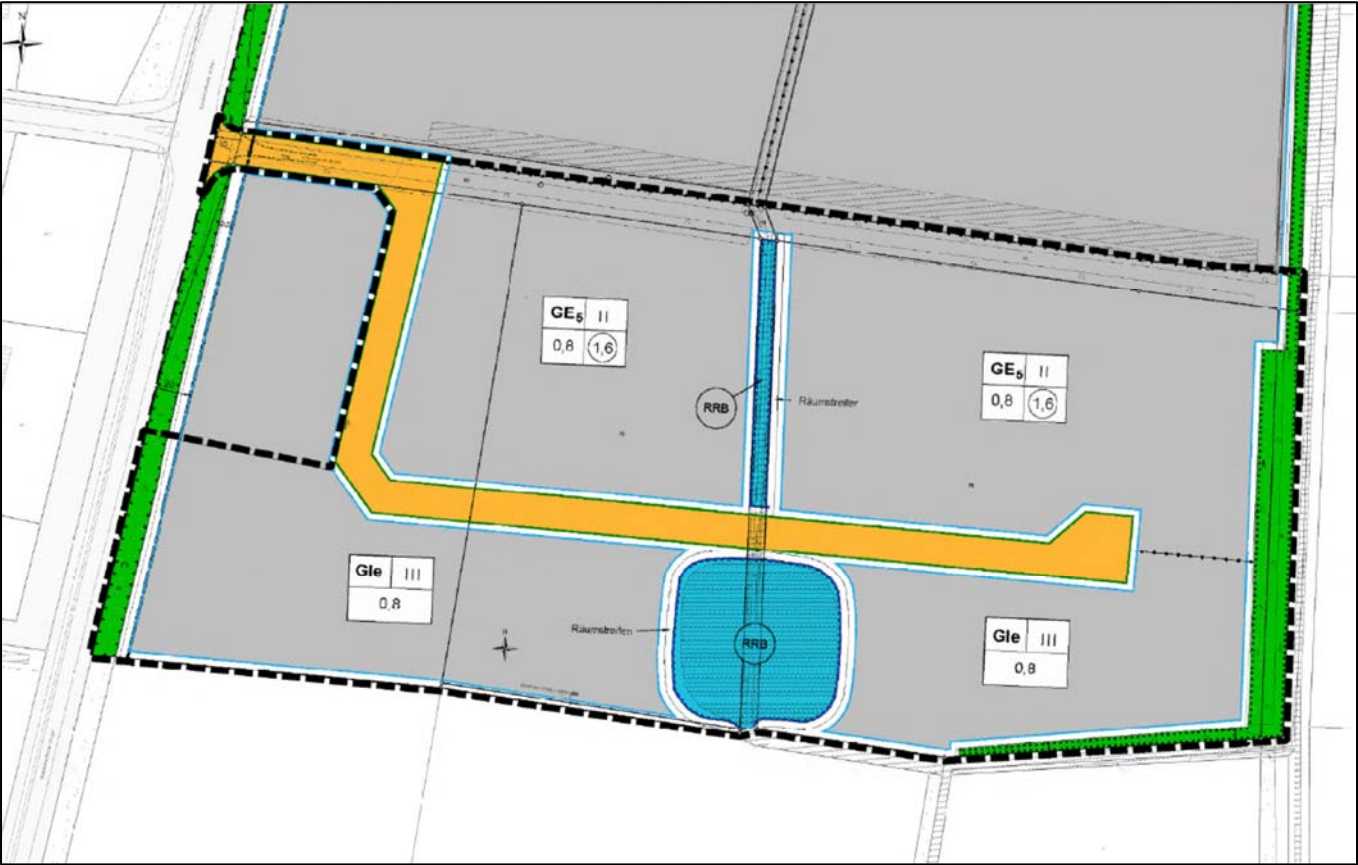 N
GE₅ II
0,8 1,6
GE₅ II
0,8 1,6
RRB
Räumstreifen
GIe III
0,8
Räumstreifen
RRB
GIe III
0,8